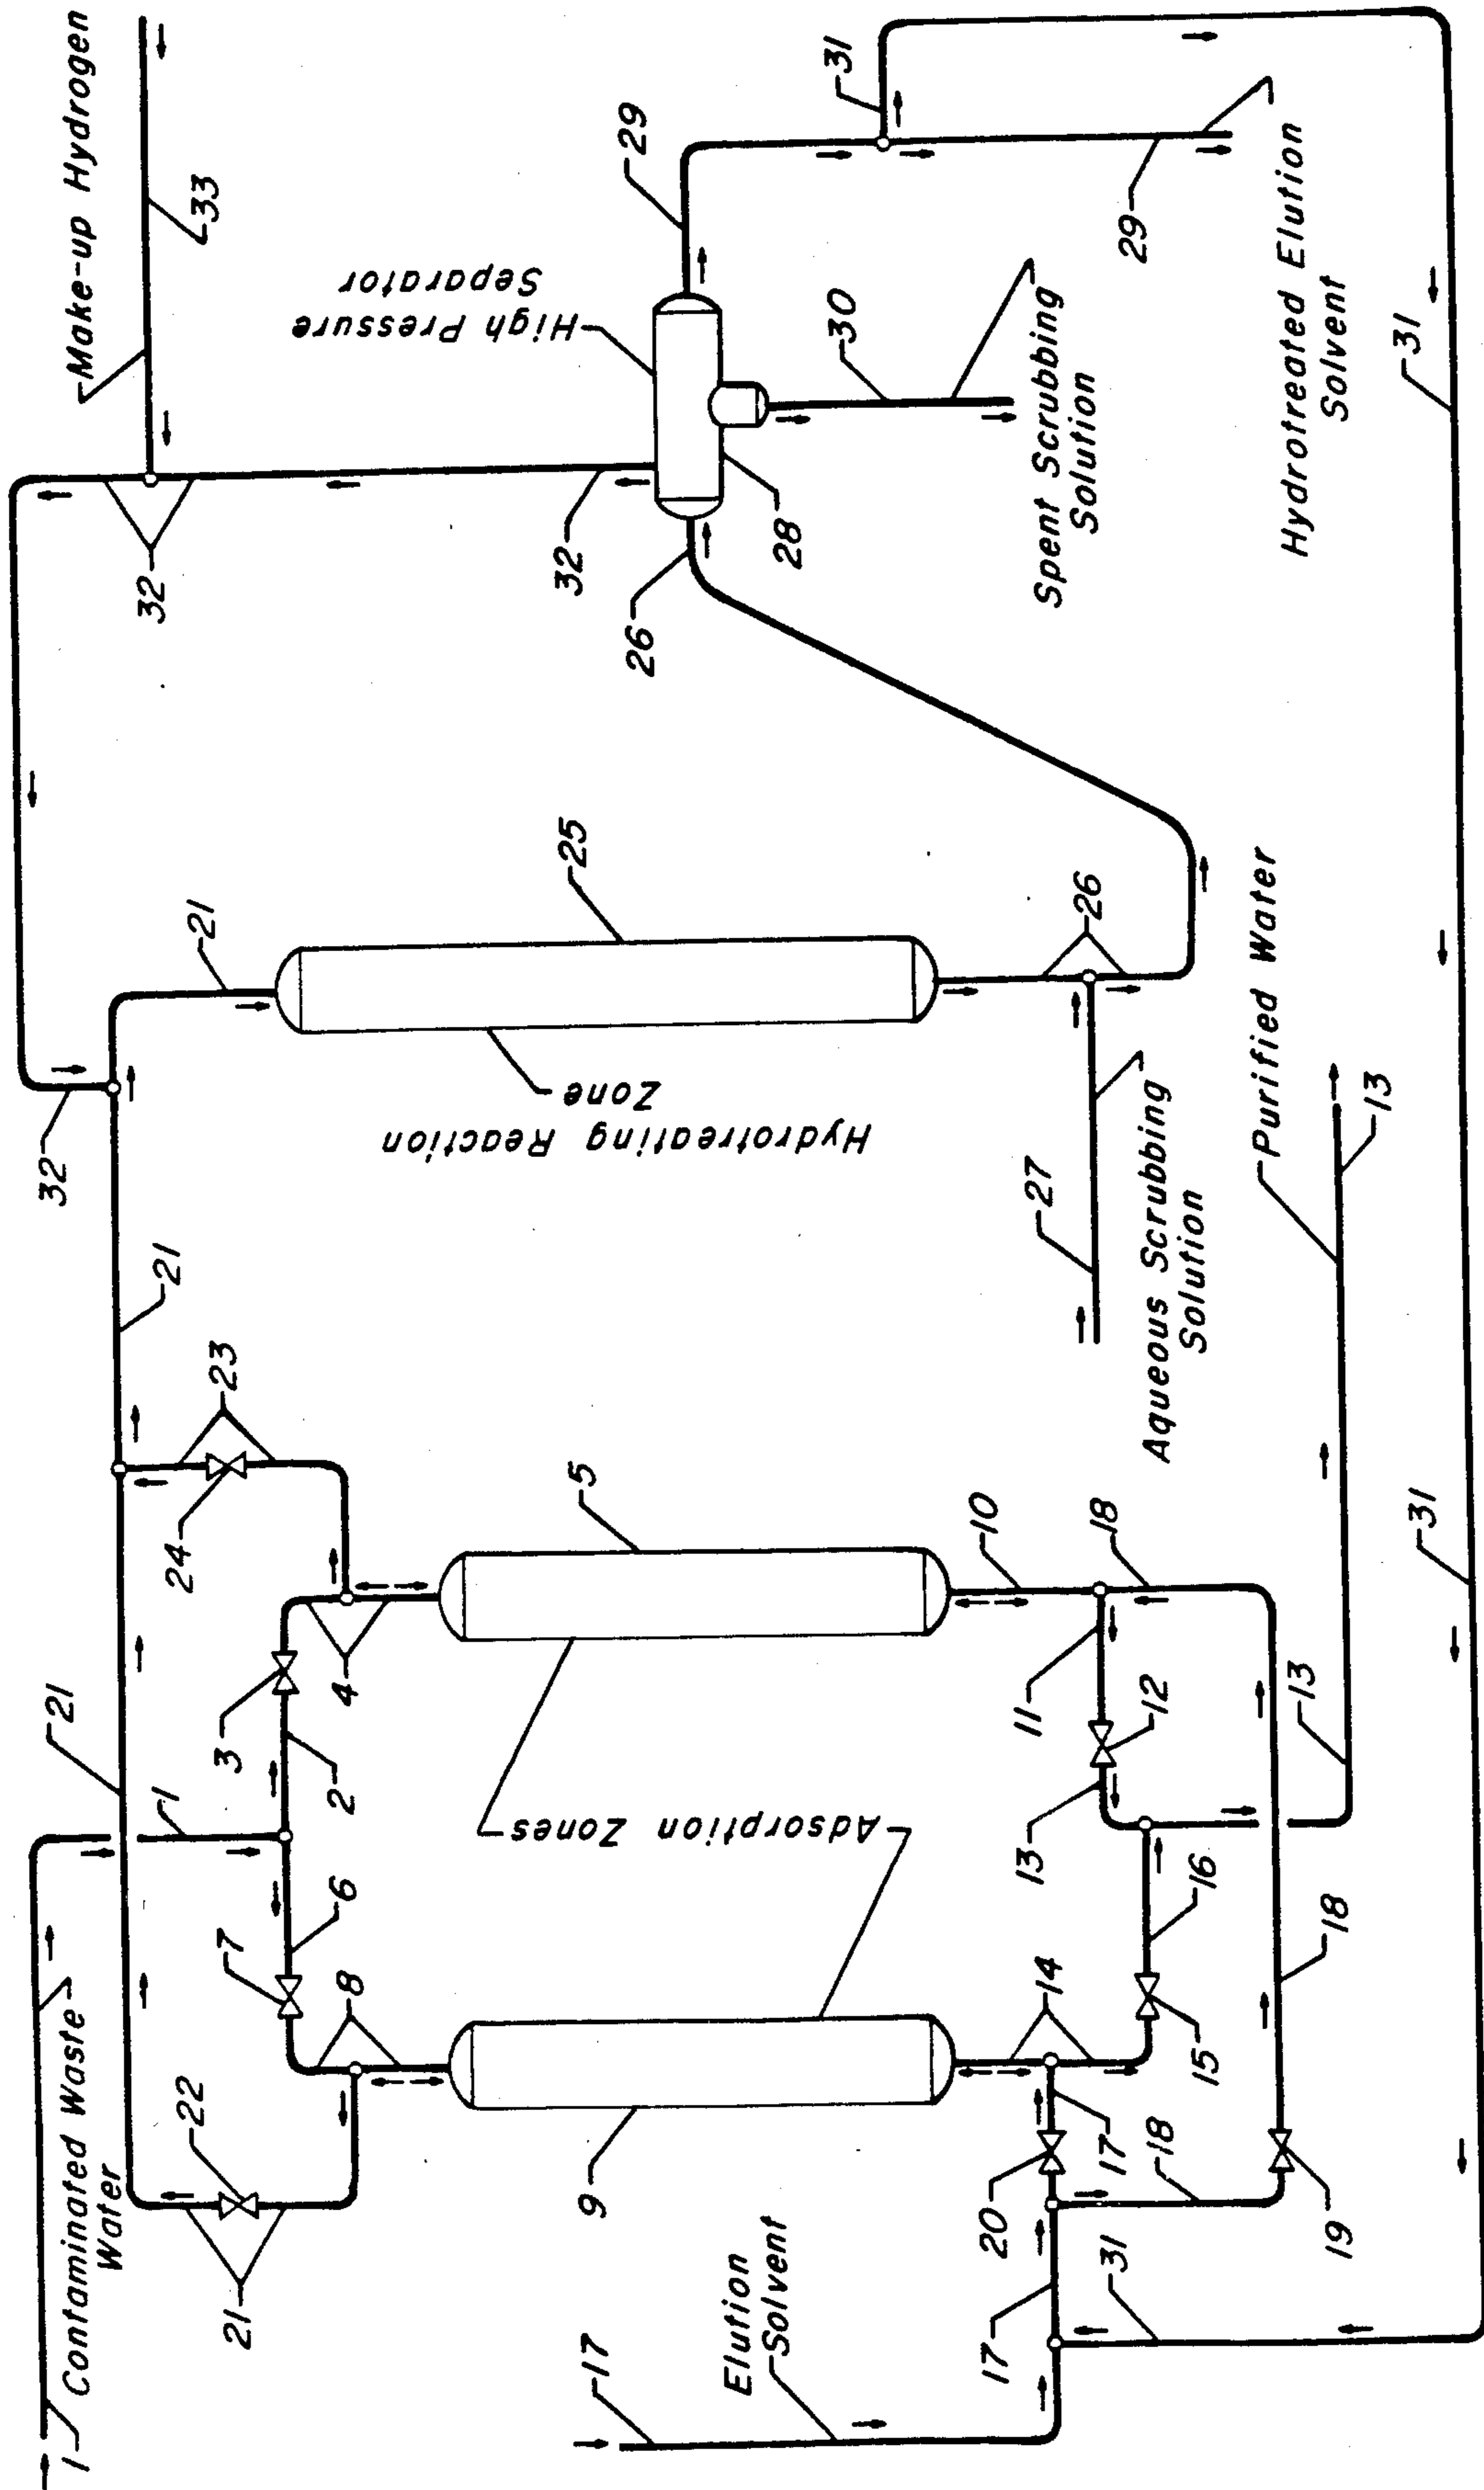 1
Contaminated Waste
Water
21
22
21
1
6
7
8
3
2
4
24
23
21
32
21
32
Make-up Hydrogen
33
9
Adsorption Zones
5
Hydrotreating Reaction
Zone
25
32
26
28
High Pressure
Separator
29
31
17
Elution
Solvent
17
20
17
18
14
15
16
13
11
12
10
18
27
Aqueous Scrubbing
Solution
26
30
Spent Scrubbing
Solution
29
Hydrotreated Elution
Solvent
31
19
18
13
Purified Water
13
31
31